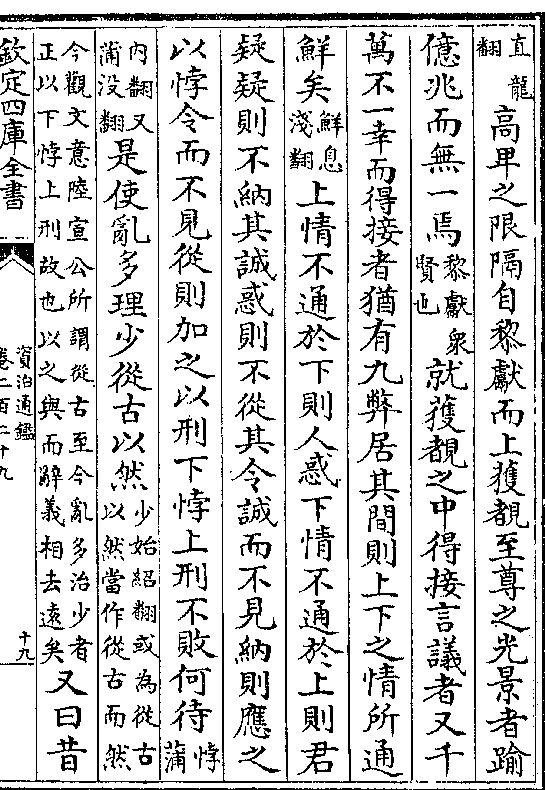 直龍翻高卑之限隔自黎獻而上獲覩至尊之光景者踰
億兆而無一焉黎獻衆賢也就獲覩之中得接言議者又千
萬不一幸而得接者猶有九弊居其間則上下之情所通
鮮矣鮮息淺翻上情不通於下則人惑下情不通於上則君
疑疑則不納其誠惑則不從其令誠而不見納則應之
以悖令而不見從則加之以刑下悖上刑不敗何待悖蒲
内翻又蒲没翻是使亂多理少從古以然少始紹翻或為從古以然當作從古而然
今觀文意陸宣公所謂從古至今亂多治少者正以下悖上刑故也以之與而辭義相去遠矣又曰昔
欽定四庫全書
資治通鑑
卷二百二十九
十九